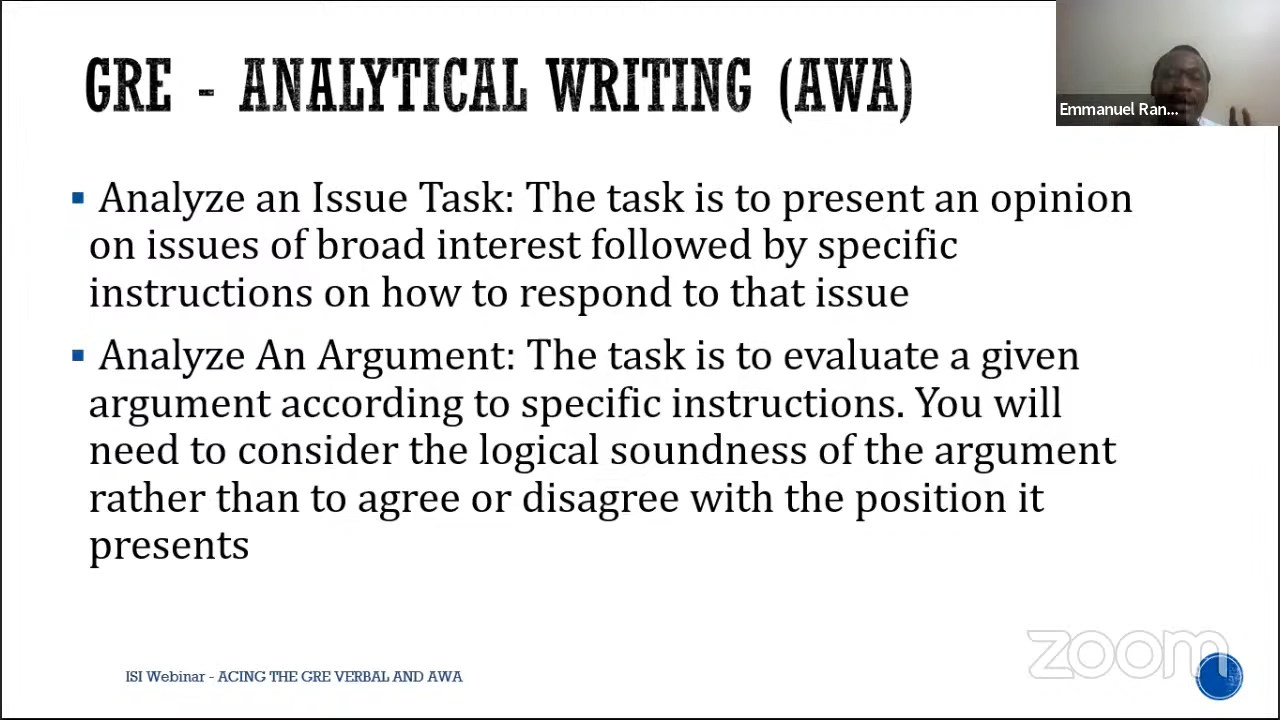 GRE - ANALYTICAL WRITING (AWA)
Emmanuel Ran...
▪ Analyze an Issue Task: The task is to present an opinion
on issues of broad interest followed by specific
instructions on how to respond to that issue
▪ Analyze An Argument: The task is to evaluate a given
argument according to specific instructions. You will
need to consider the logical soundness of the argument
rather than to agree or disagree with the position it
presents
zoom
ISI Webinar - ACING THE GRE VERBAL AND AWA